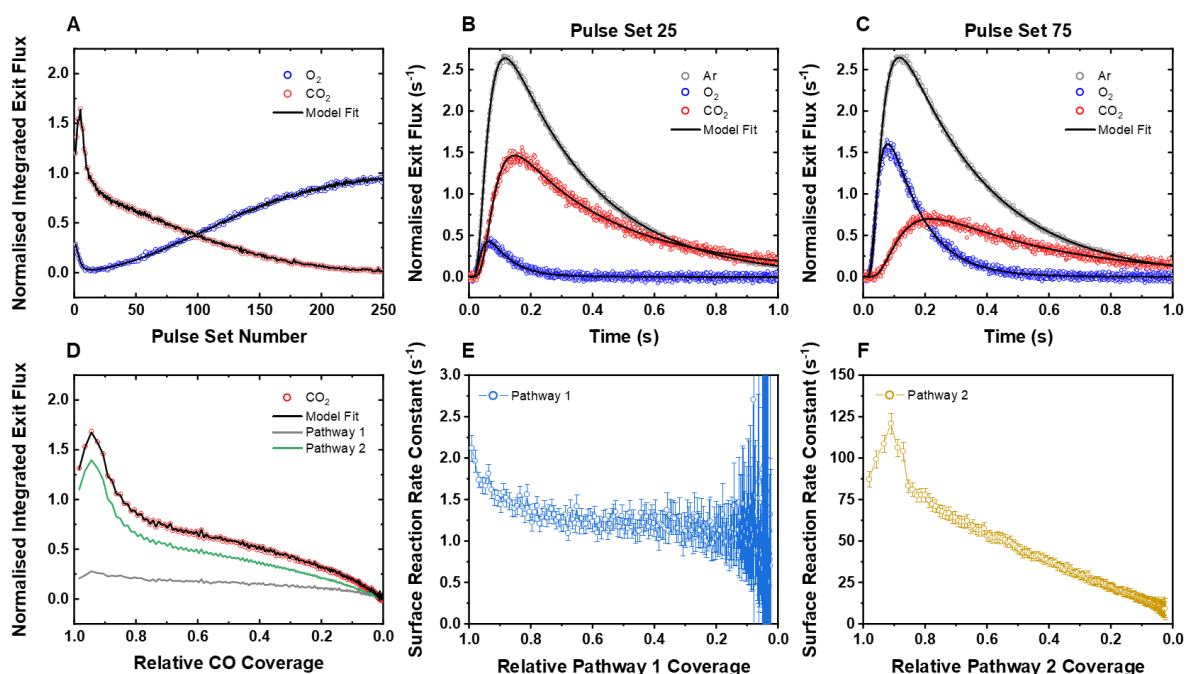 A
Normalised Integrated Exit Flux
2.0
1.5
1.0
0.5
0.0
O₂
CO₂
Model Fit
0 50 100 150 200 250
Pulse Set Number
B
Pulse Set 25
Normalised Exit Flux (s⁻¹)
2.5
2.0
1.5
1.0
0.5
0.0
Ar
O₂
CO₂
Model Fit
0.0 0.2 0.4 0.6 0.8 1.0
Time (s)
C
Pulse Set 75
Normalised Exit Flux (s⁻¹)
2.5
2.0
1.5
1.0
0.5
0.0
Ar
O₂
CO₂
Model Fit
0.0 0.2 0.4 0.6 0.8 1.0
Time (s)
D
Normalised Integrated Exit Flux
2.0
1.5
1.0
0.5
0.0
CO₂
Model Fit
Pathway 1
Pathway 2
1.0 0.8 0.6 0.4 0.2 0.0
Relative CO Coverage
E
Surface Reaction Rate Constant (s⁻¹)
3.0
2.5
2.0
1.5
1.0
0.5
0.0
Pathway 1
1.0 0.8 0.6 0.4 0.2 0.0
Relative Pathway 1 Coverage
F
Surface Reaction Rate Constant (s⁻¹)
150
125
100
75
50
25
0
Pathway 2
1.0 0.8 0.6 0.4 0.2 0.0
Relative Pathway 2 Coverage